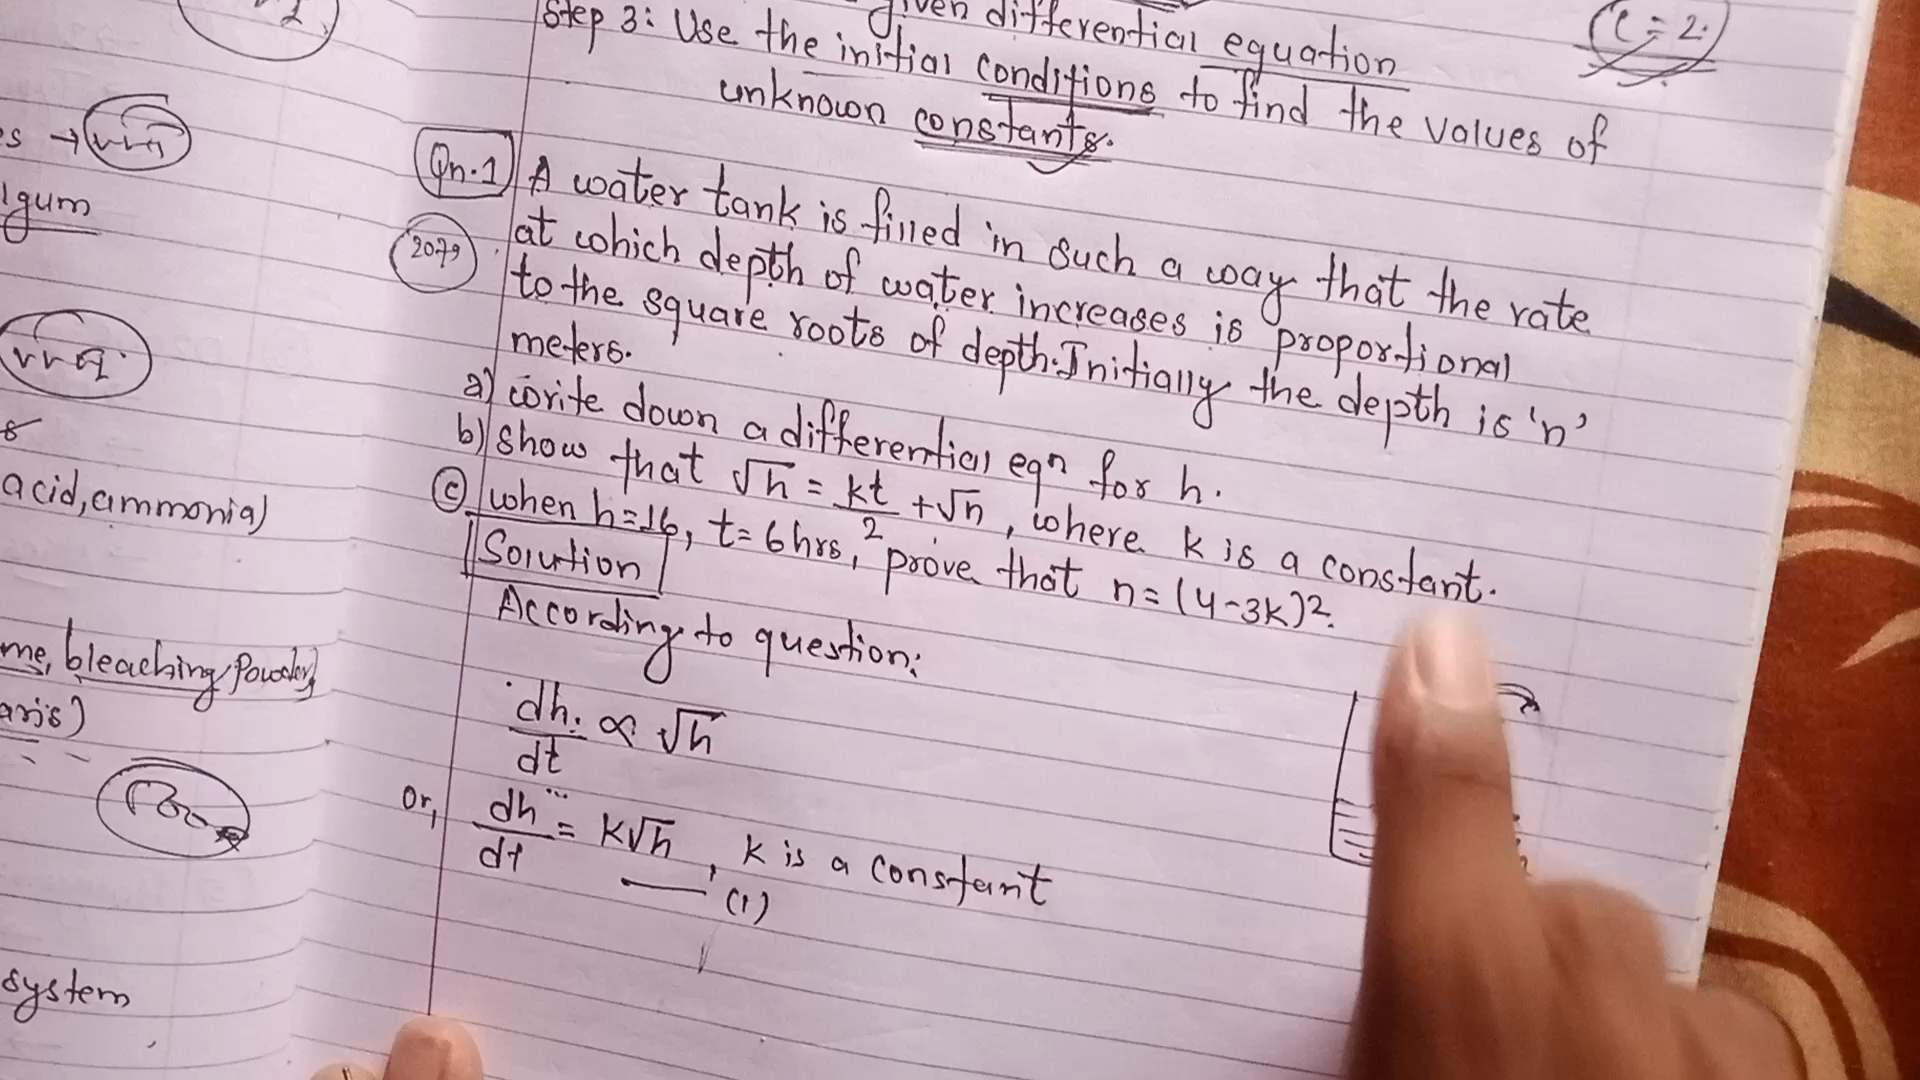 given differential equation
c = 2.
Step 3: Use the initial conditions to find the values of
unknown constants.
Qn.1 A water tank is filled in such a way that the rate
2079 at which depth of water increases is proportional
to the square roots of depth. Initially the depth is 'n'
meters.
a) write down a differential eqn for h.
b) show that √h = kt/2 + √n, where k is a constant.
c) when h=16, t= 6hrs, prove that n= (4-3k)².
Solution
According to question:
dh/dt ∝ √h
or, dh/dt = k√h, k is a constant
— (1)
lgum
acid, ammonia)
me, bleaching powder)
aris)
system